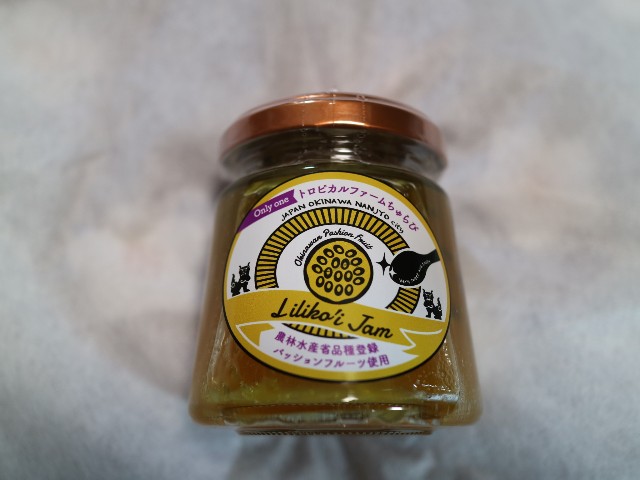 Only one
トロピカルファームちゅらび
JAPAN OKINAWA NANJYO CITY
Okinawan Pashion Fruit
Liliko'i Jam
農林水産省品種登録
パッションフルーツ使用